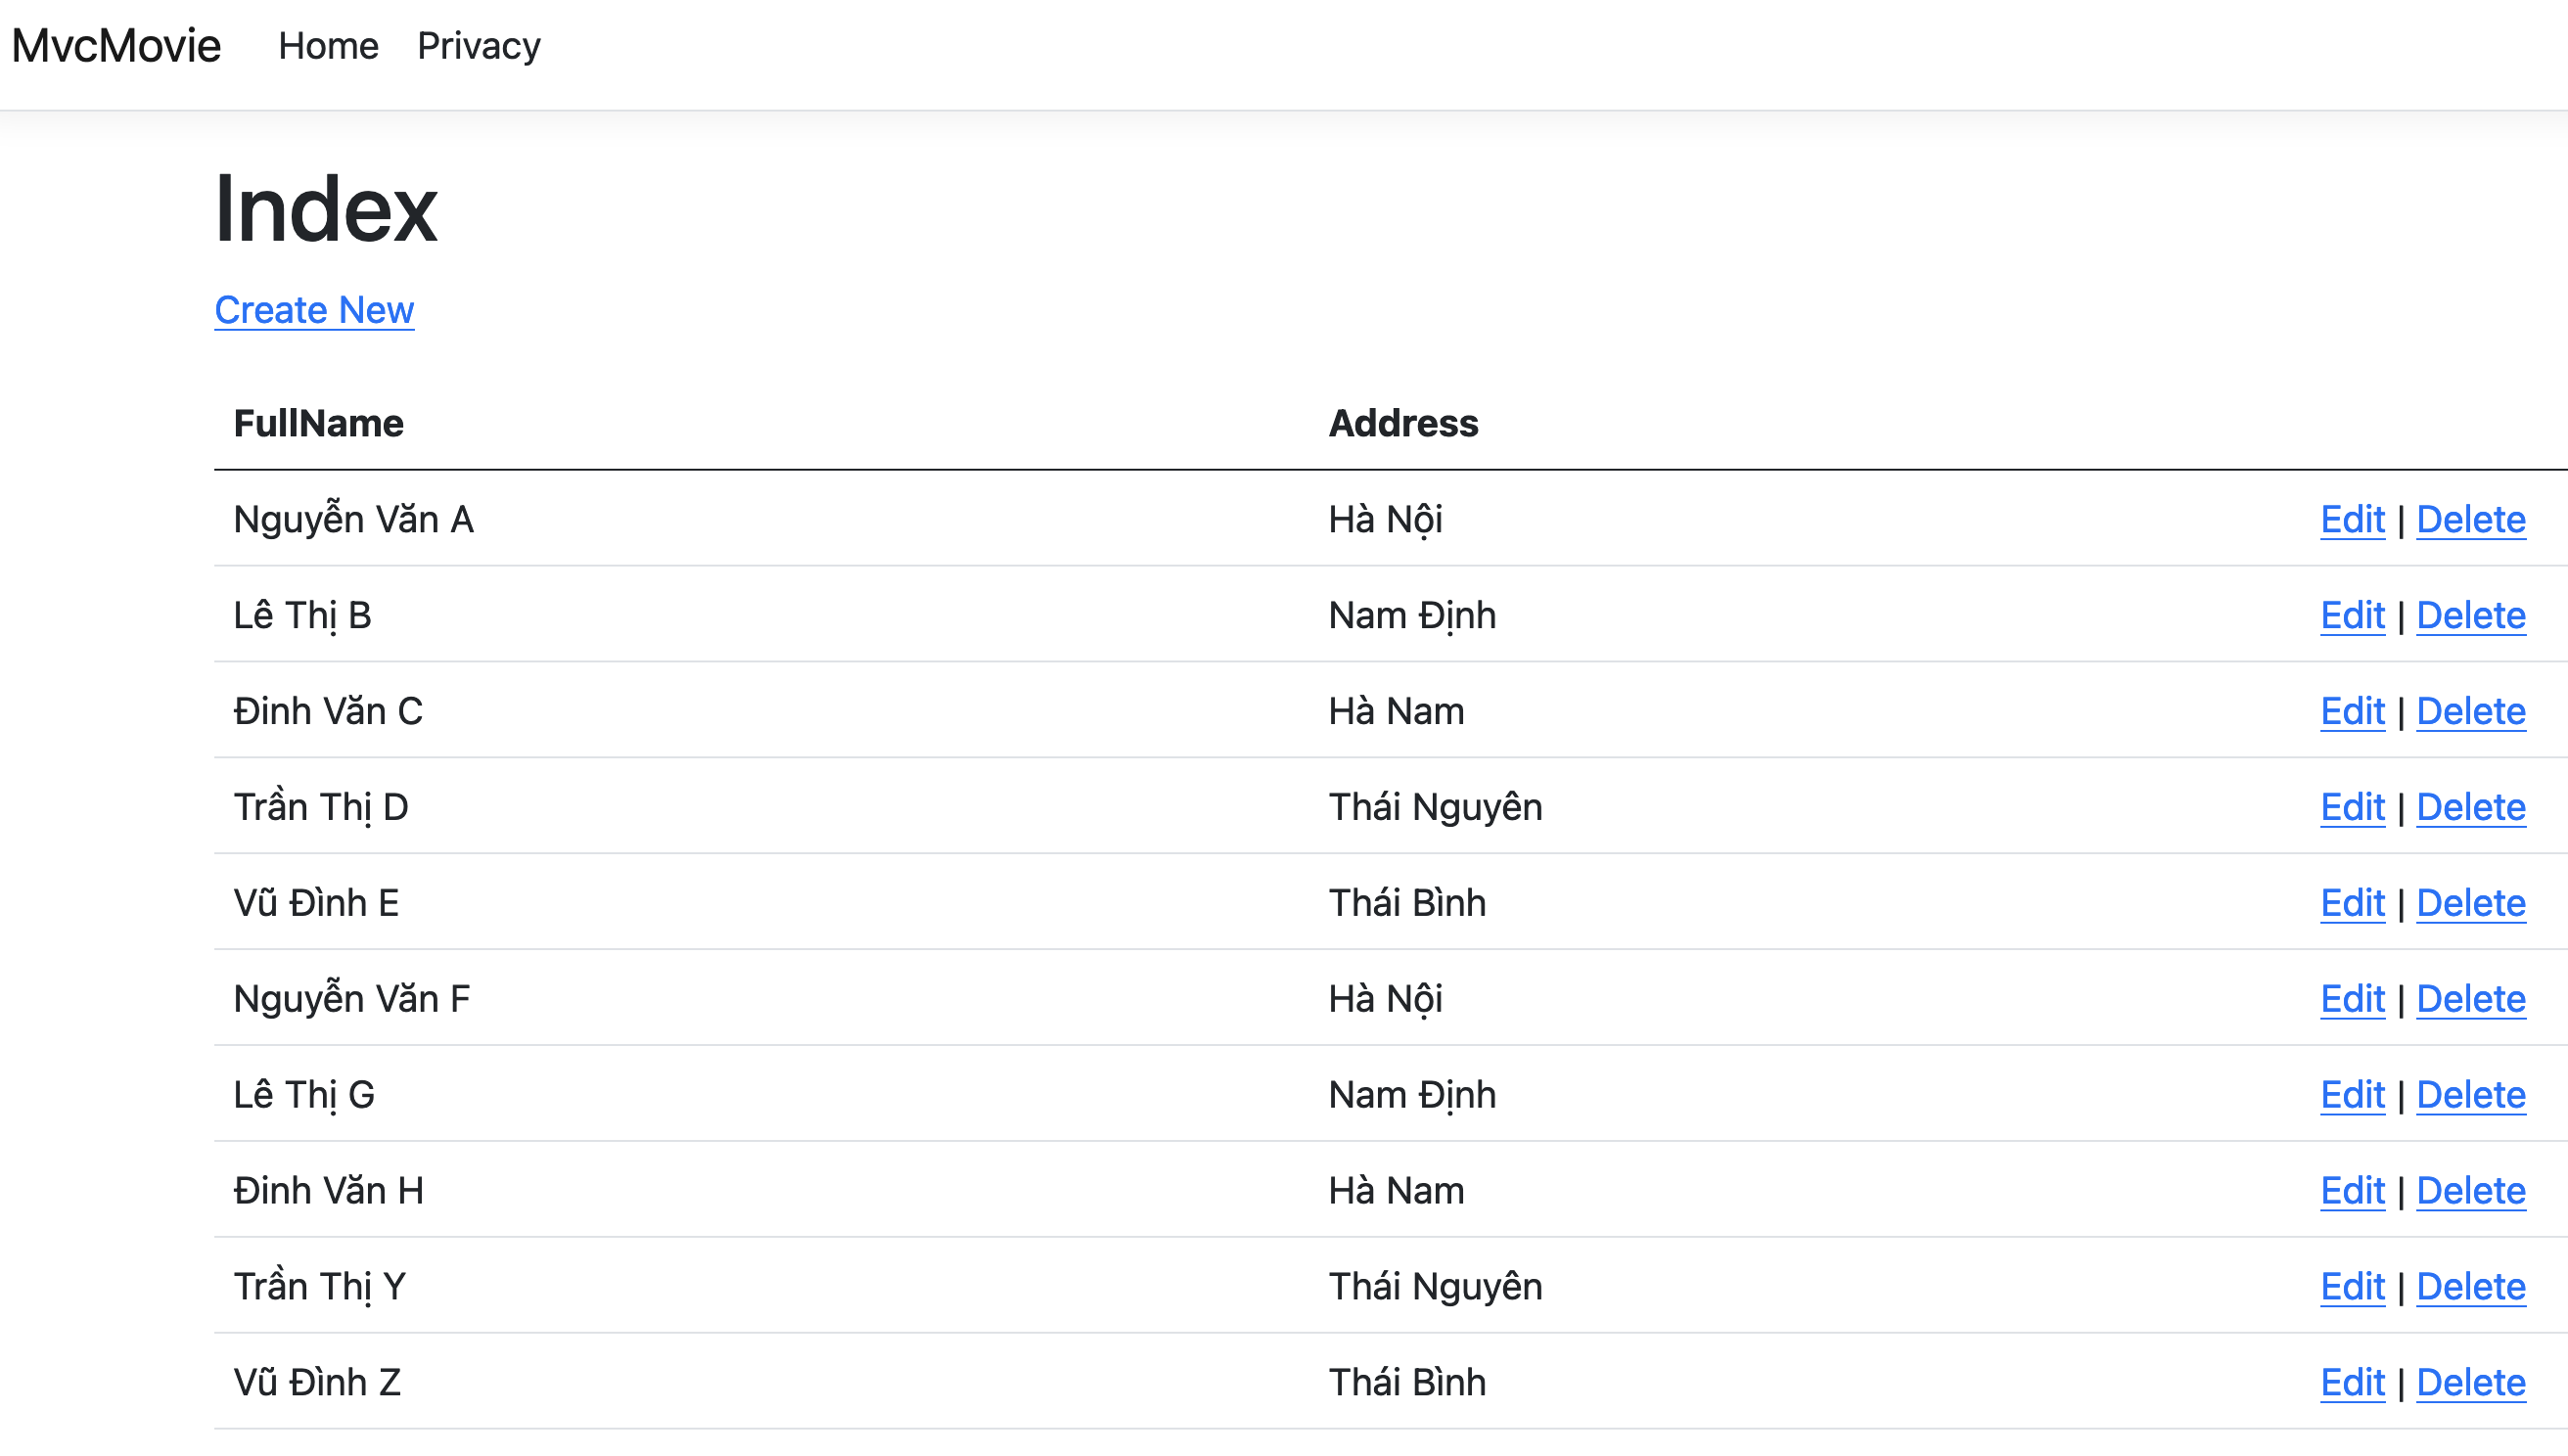 MvcMovie Home Privacy
Index
Create New
FullName Address
Nguyễn Văn A Hà Nội Edit | Delete
Lê Thị B Nam Định Edit | Delete
Đinh Văn C Hà Nam Edit | Delete
Trần Thị D Thái Nguyên Edit | Delete
Vũ Đình E Thái Bình Edit | Delete
Nguyễn Văn F Hà Nội Edit | Delete
Lê Thị G Nam Định Edit | Delete
Đinh Văn H Hà Nam Edit | Delete
Trần Thị Y Thái Nguyên Edit | Delete
Vũ Đình Z Thái Bình Edit | Delete